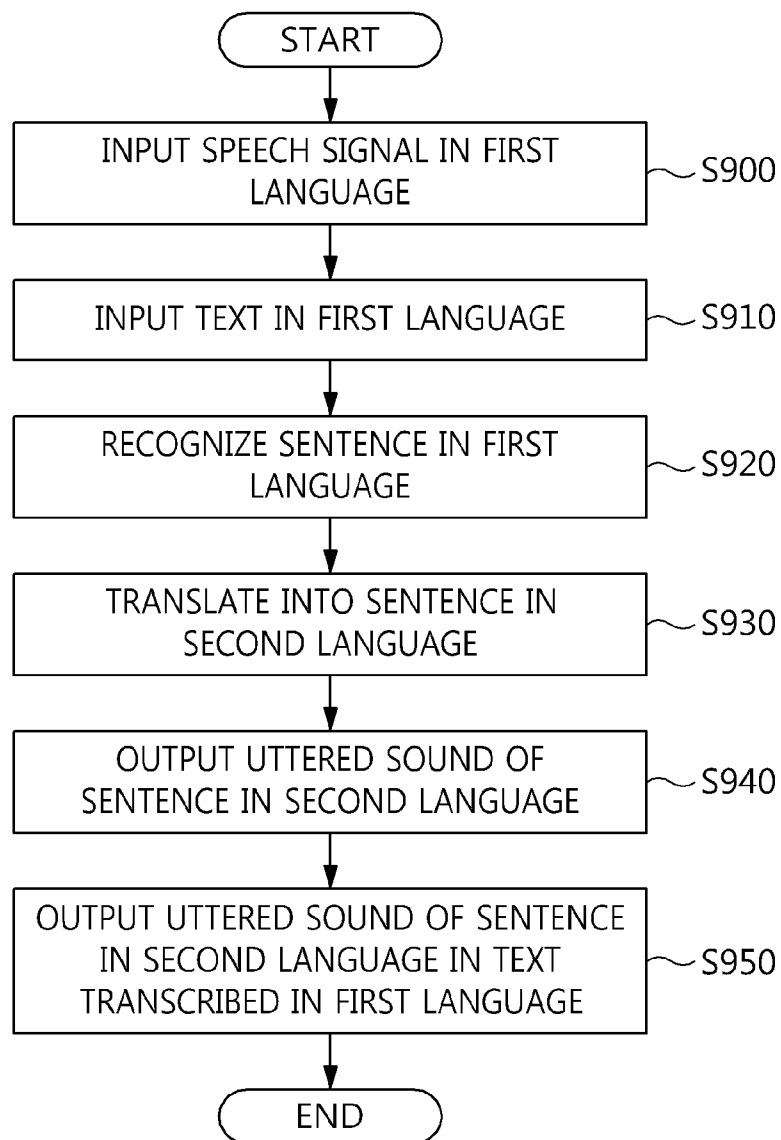 START
INPUT SPEECH SIGNAL IN FIRST
LANGUAGE
S900
INPUT TEXT IN FIRST LANGUAGE
S910
RECOGNIZE SENTENCE IN FIRST
LANGUAGE
S920
TRANSLATE INTO SENTENCE IN
SECOND LANGUAGE
S930
OUTPUT UTTERED SOUND OF
SENTENCE IN SECOND LANGUAGE
S940
OUTPUT UTTERED SOUND OF SENTENCE
IN SECOND LANGUAGE IN TEXT
TRANSCRIBED IN FIRST LANGUAGE
S950
END